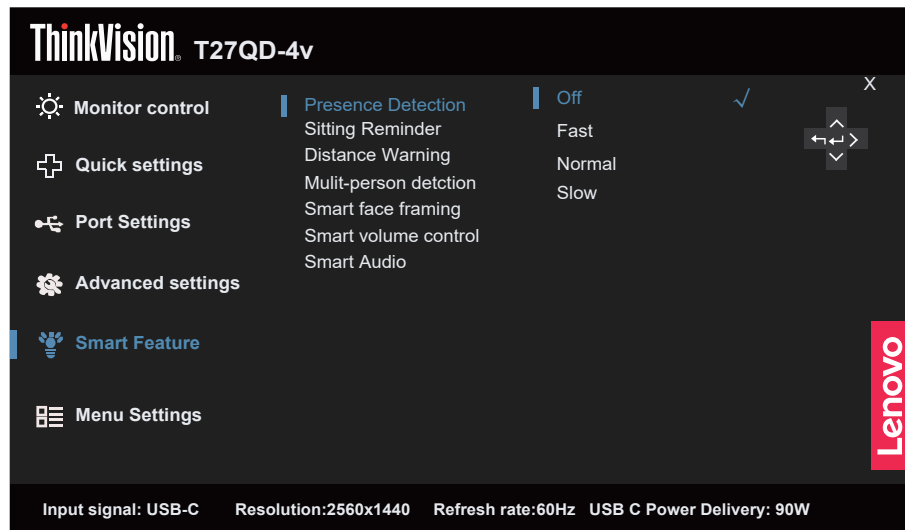 ThinkVision® T27QD-4v
X
Monitor control
Quick settings
Port Settings
Advanced settings
Smart Feature
Menu Settings
Presence Detection
Sitting Reminder
Distance Warning
Mulit-person detction
Smart face framing
Smart volume control
Smart Audio
Off √
Fast
Normal
Slow
Lenovo
Input signal: USB-C Resolution:2560x1440 Refresh rate:60Hz USB C Power Delivery: 90W